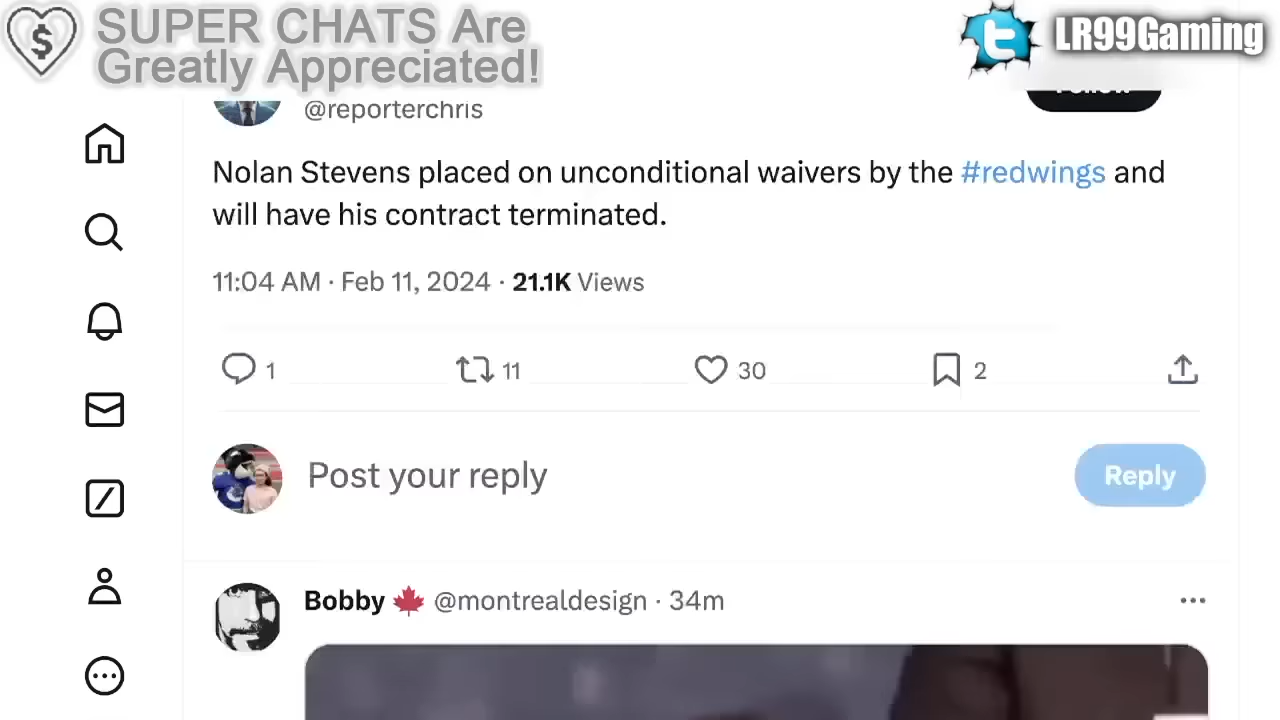 SUPER CHATS Are
Greatly Appreciated!
LR99Gaming
@reporterchris
Nolan Stevens placed on unconditional waivers by the #redwings and
will have his contract terminated.
11:04 AM · Feb 11, 2024 · 21.1K Views
1 11 30 2
Post your reply
Reply
Bobby 🍁 @montrealdesign · 34m